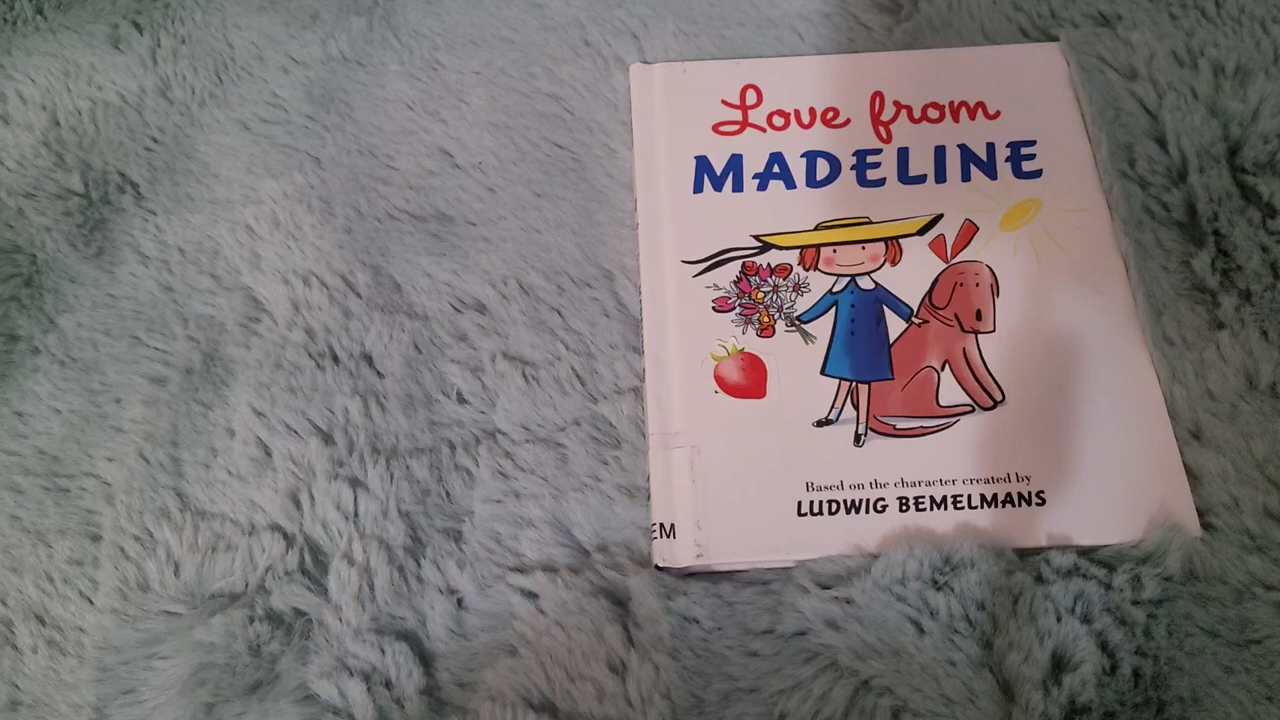 Love from
MADELINE
Based on the character created by
LUDWIG BEMELMANS
EM